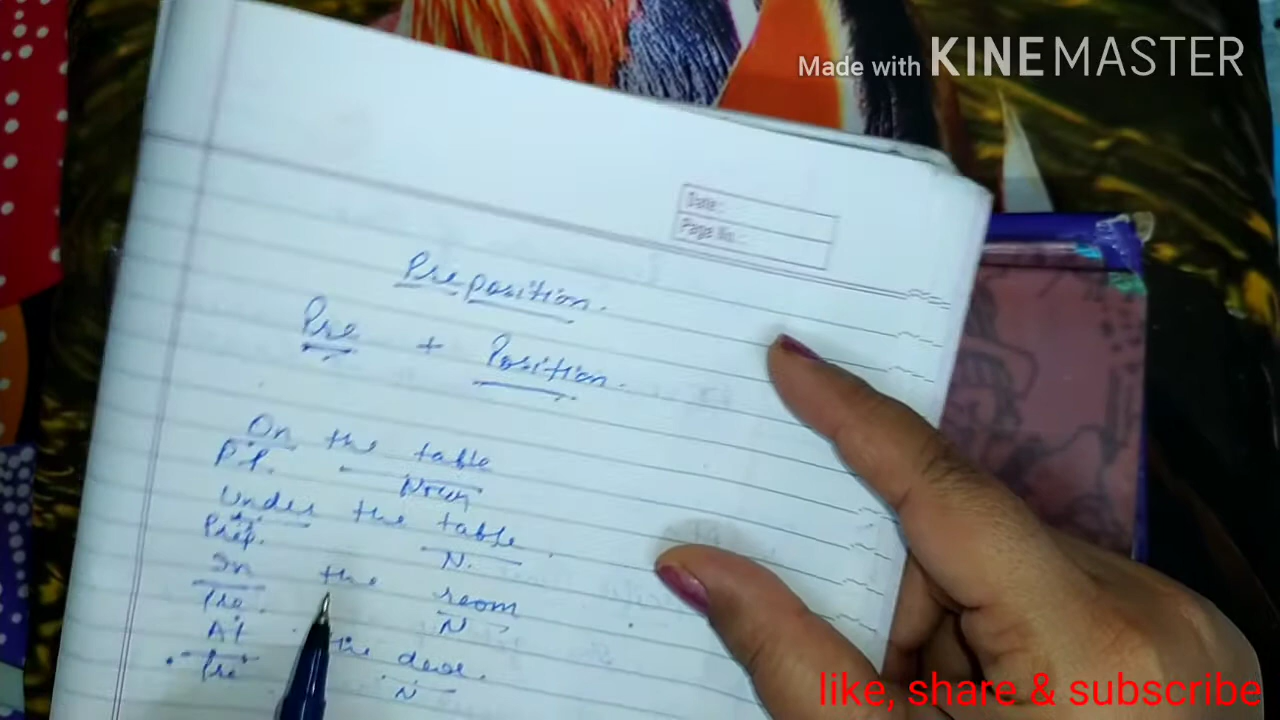 Made with KINEMASTER
Date:
Page No.:
Preposition.
Pre + Position.
On the table
P.P. Noun
Under the table.
Prep. N.
In the room
Pre. N
At the door.
Pre N
like, share & subscribe